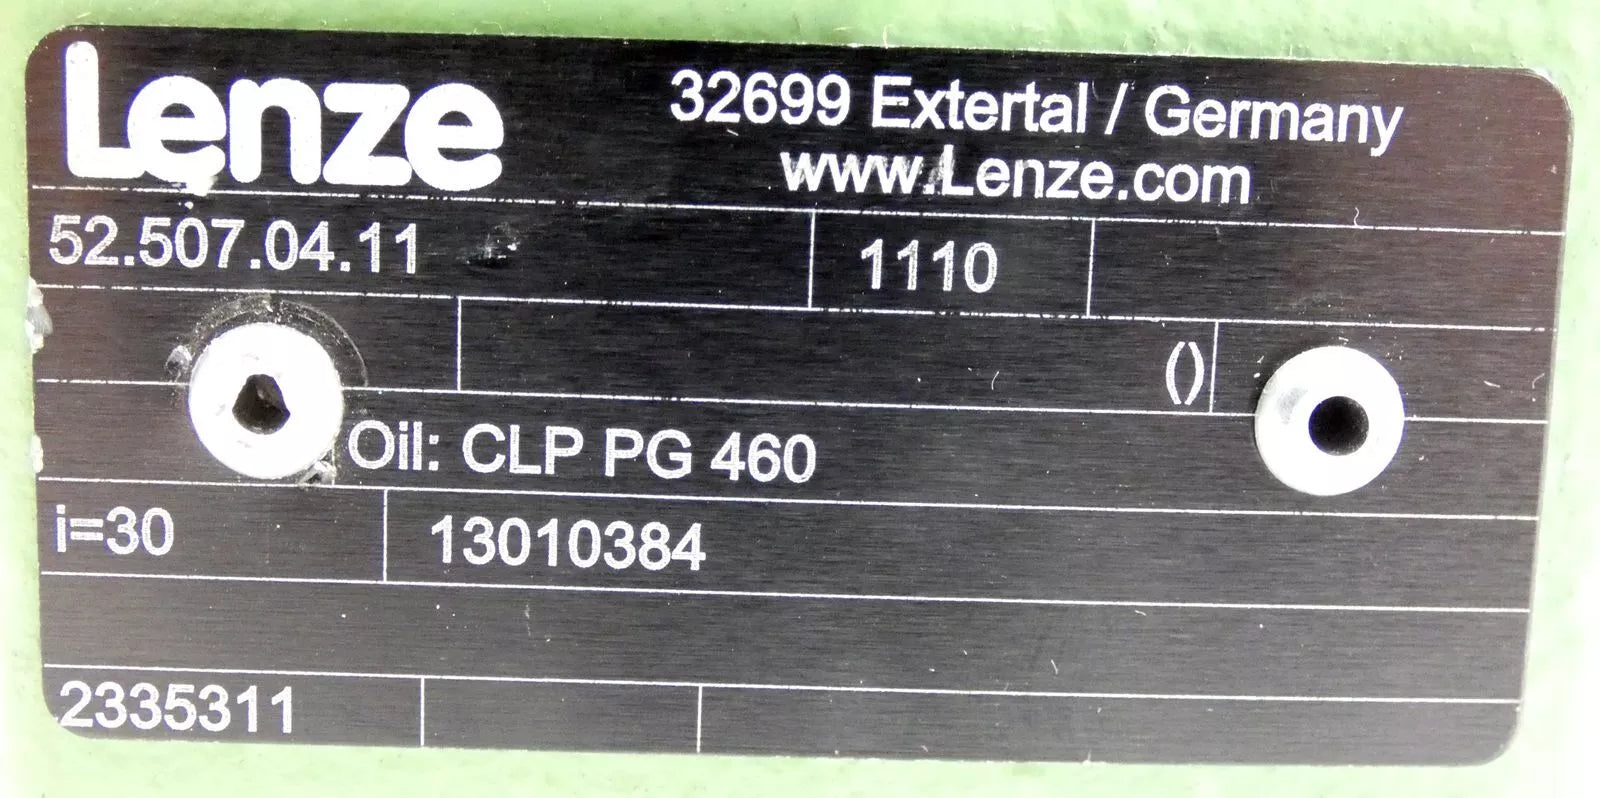 Lenze
32699 Extertal / Germany
www.Lenze.com
52.507.04.11 1110
()
Oil: CLP PG 460
i=30 13010384
2335311